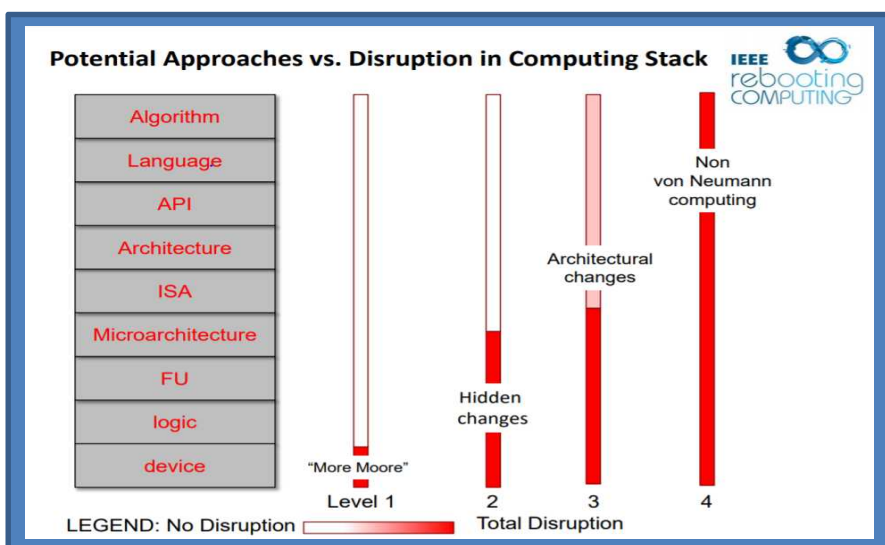 Potential Approaches vs. Disruption in Computing Stack
IEEE
rebooting
COMPUTING
Algorithm
Language
API
Architecture
ISA
Microarchitecture
FU
logic
device
"More Moore"
Hidden
changes
Architectural
changes
Non
von Neumann
computing
Level 1
2
3
4
LEGEND: No Disruption
Total Disruption